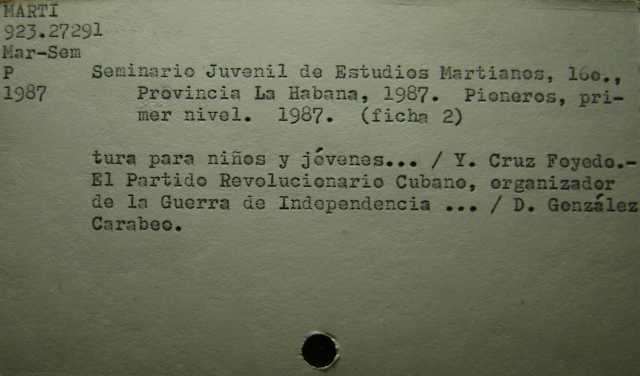 MARTÍ
923.27291
Mar-Sem
P Seminario Juvenil de Estudios Martianos, 16o.,
1987 Provincia La Habana, 1987. Pioneros, pri-
mer nivel. 1987. (ficha 2)
tura para niños y jóvenes... / Y. Cruz Foyedo.-
El Partido Revolucionario Cubano, organizador
de la Guerra de Independencia ... / D. González
Carabeo.